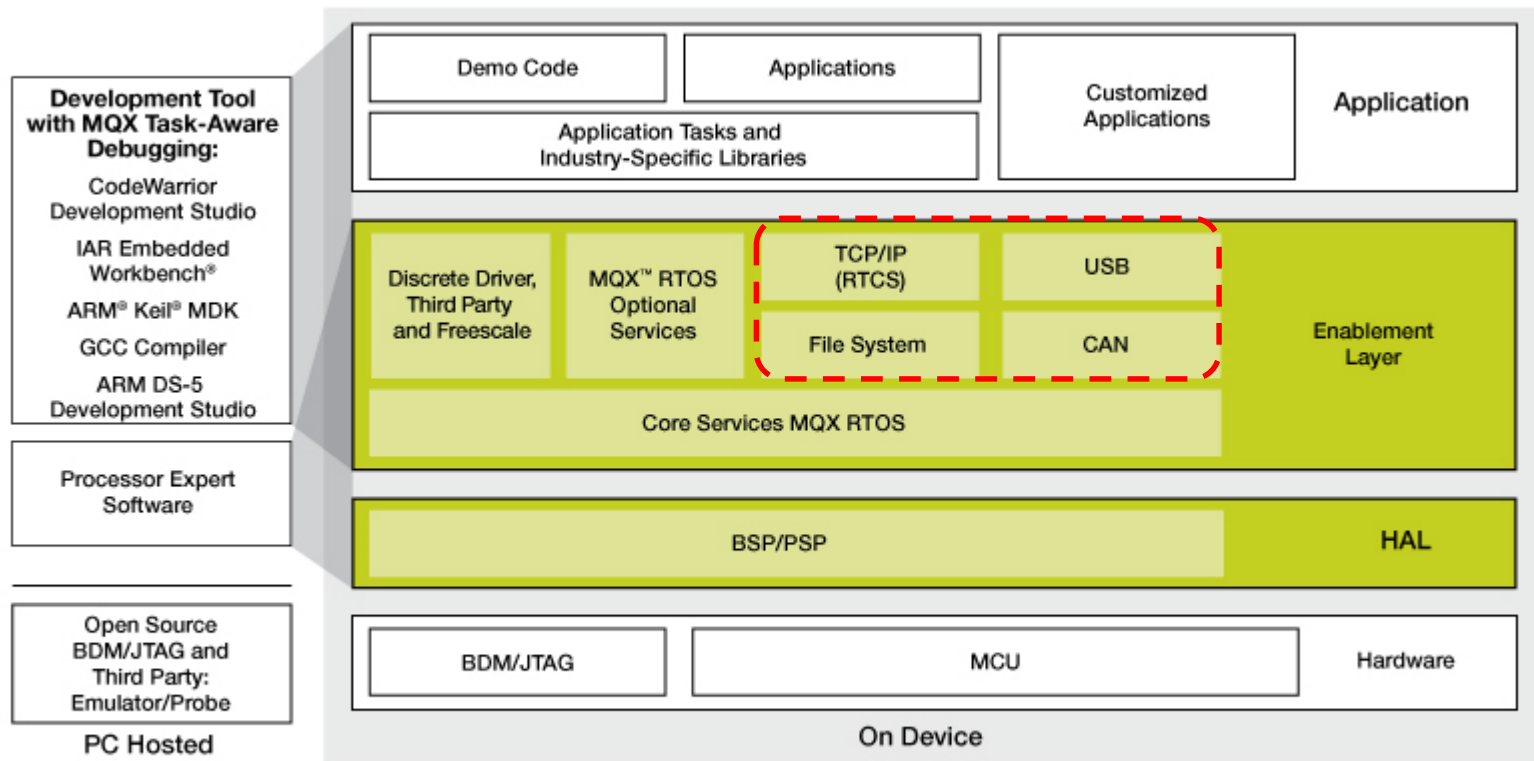 Development Tool
with MQX Task-Aware
Debugging:
CodeWarrior
Development Studio
IAR Embedded
Workbench®
ARM® Keil® MDK
GCC Compiler
ARM DS-5
Development Studio
Processor Expert
Software
Open Source
BDM/JTAG and
Third Party:
Emulator/Probe
PC Hosted
Demo Code
Applications
Application Tasks and
Industry-Specific Libraries
Customized
Applications
Application
Discrete Driver,
Third Party
and Freescale
MQX™ RTOS
Optional
Services
TCP/IP
(RTCS)
USB
File System
CAN
Core Services MQX RTOS
Enablement
Layer
BSP/PSP
HAL
BDM/JTAG
MCU
Hardware
On Device